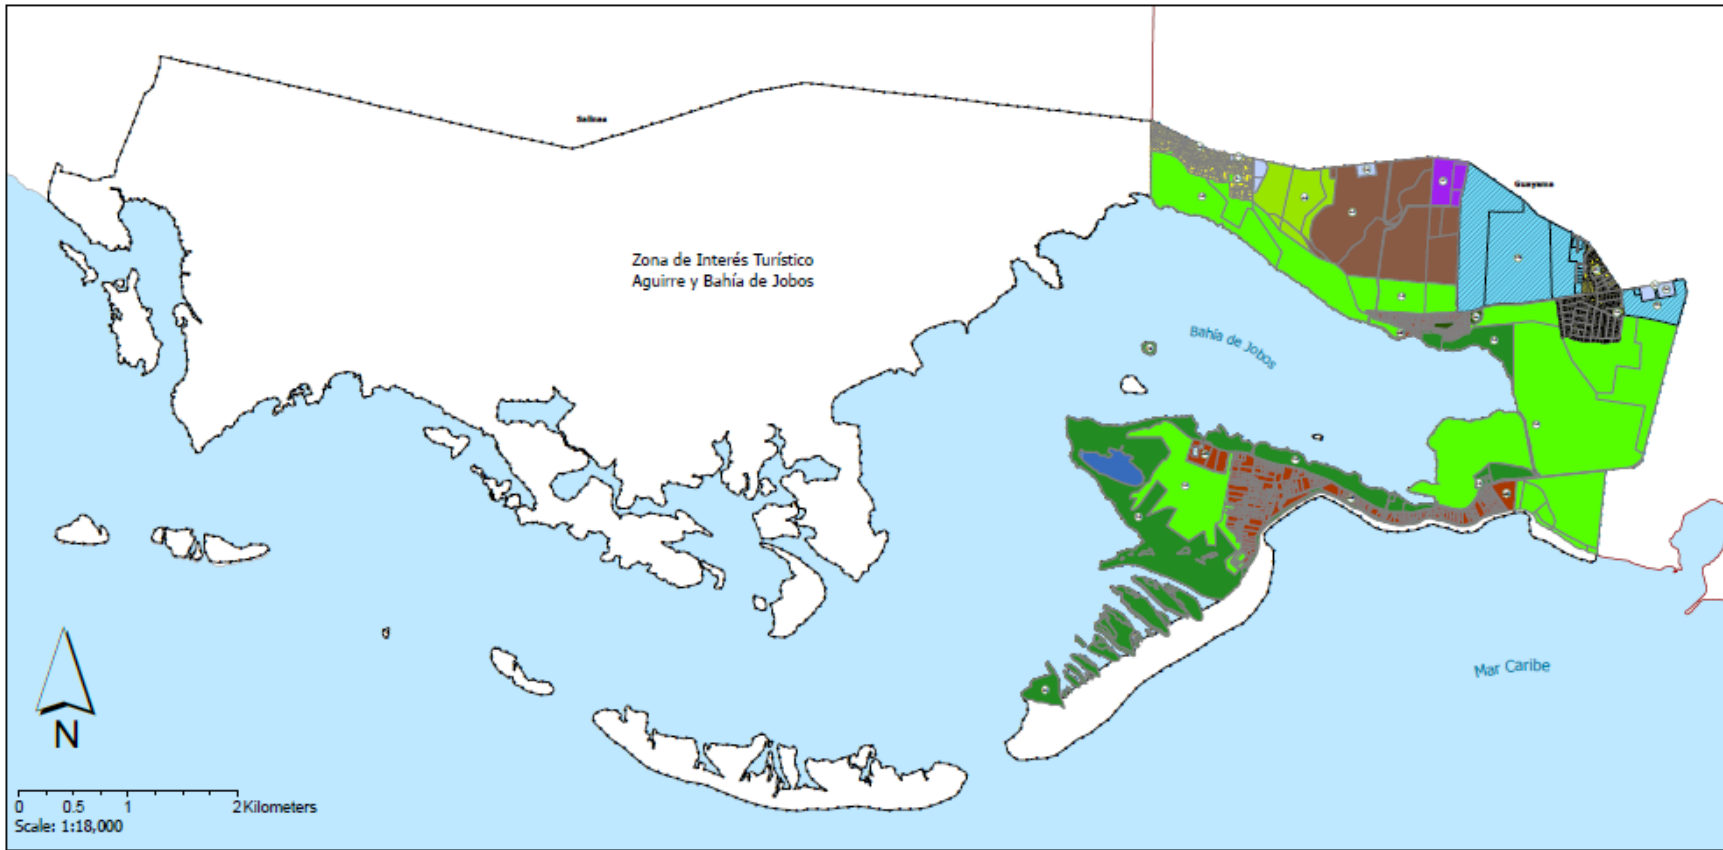 Salinas
Guayama
Zona de Interés Turístico
Aguirre y Bahía de Jobos
Bahía de Jobos
Mar Caribe
N
0 0.5 1 2 Kilometers
Scale: 1:18,000